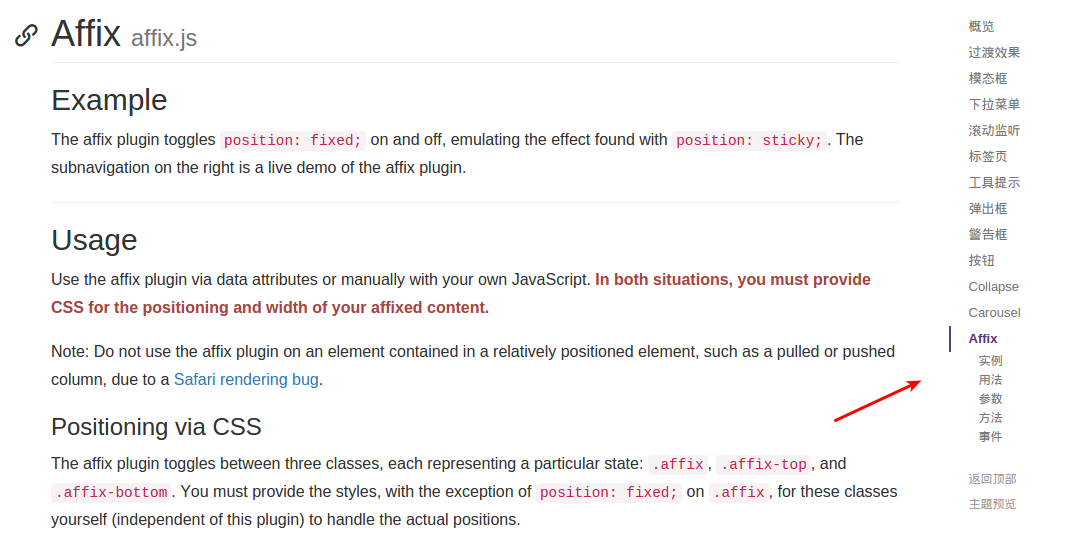 Affix affix.js
Example
The affix plugin toggles position: fixed; on and off, emulating the effect found with position: sticky;. The
subnavigation on the right is a live demo of the affix plugin.
Usage
Use the affix plugin via data attributes or manually with your own JavaScript. In both situations, you must provide
CSS for the positioning and width of your affixed content.
Note: Do not use the affix plugin on an element contained in a relatively positioned element, such as a pulled or pushed
column, due to a Safari rendering bug.
Positioning via CSS
The affix plugin toggles between three classes, each representing a particular state: .affix, .affix-top, and
.affix-bottom. You must provide the styles, with the exception of position: fixed; on .affix, for these classes
yourself (independent of this plugin) to handle the actual positions.
概览
过渡效果
模态框
下拉菜单
滚动监听
标签页
工具提示
弹出框
警告框
按钮
Collapse
Carousel
Affix
实例
用法
参数
方法
事件
返回顶部
主题预览